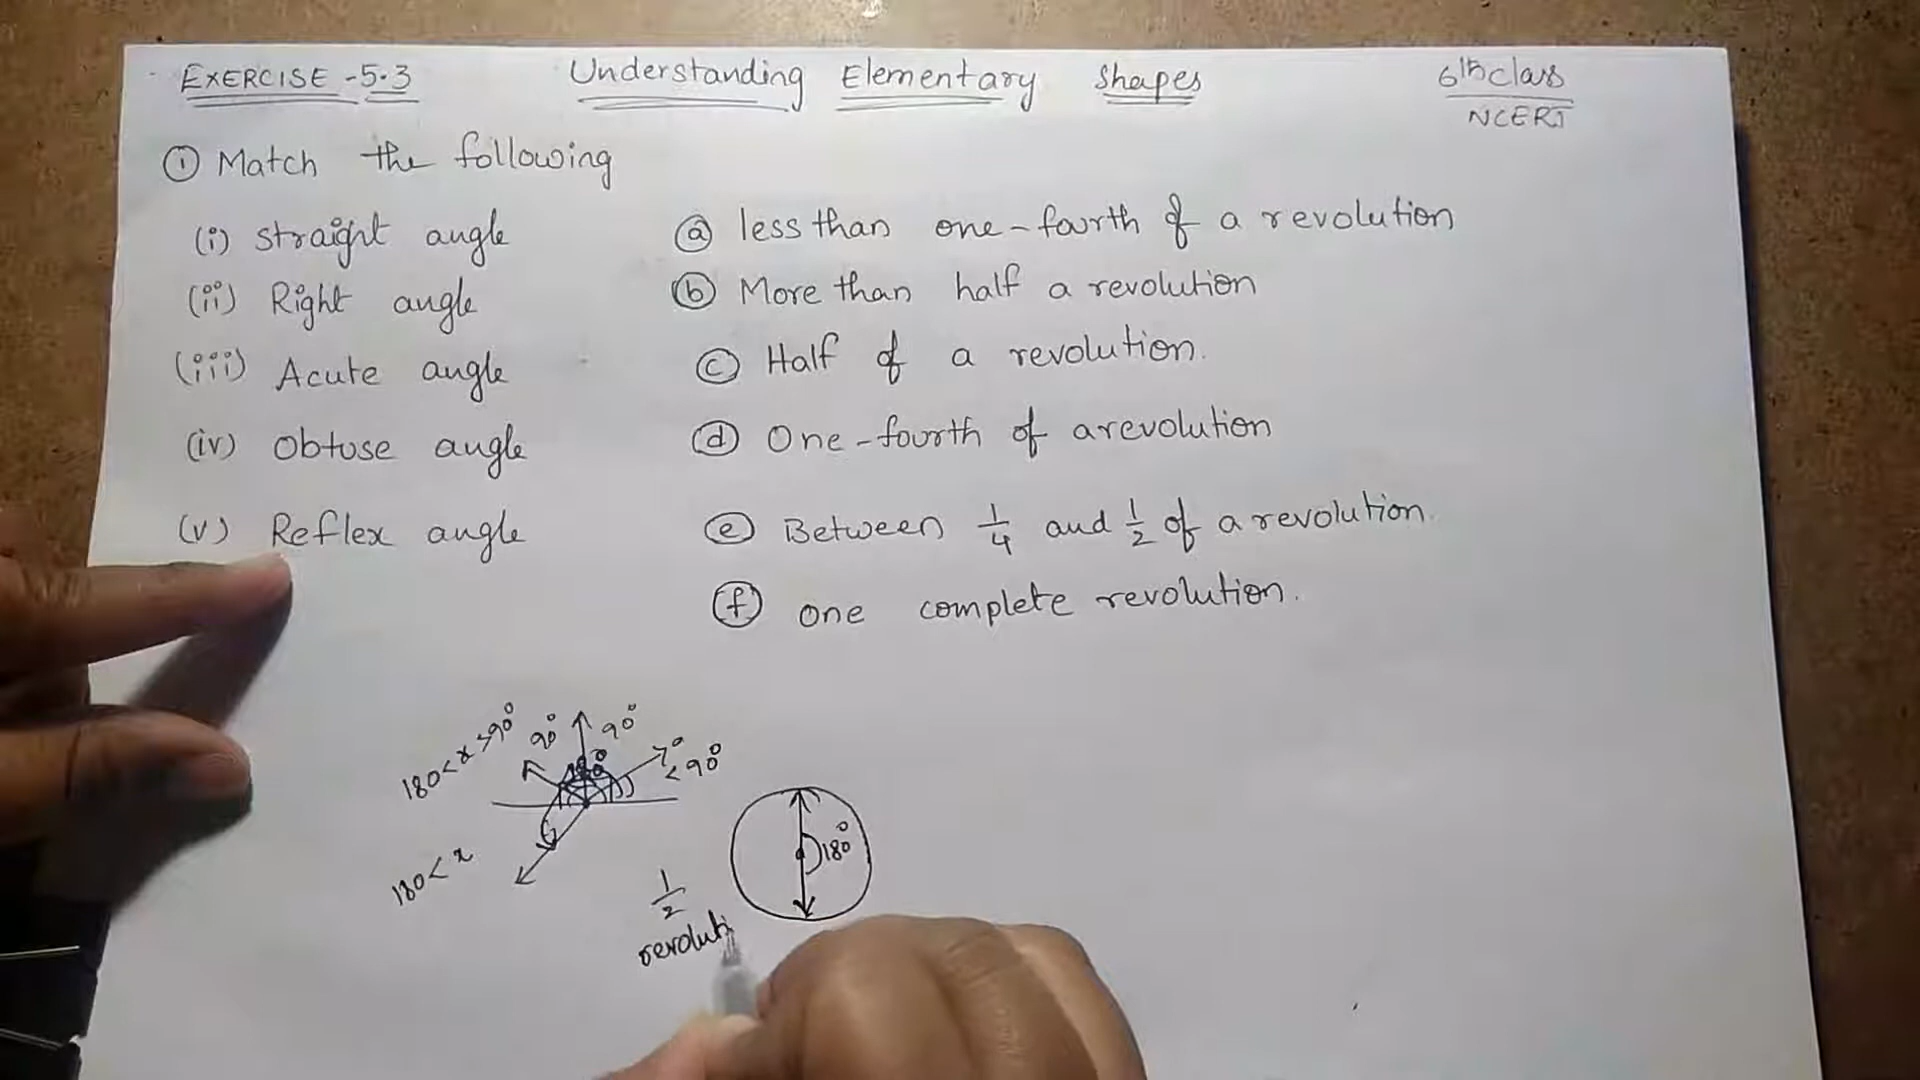 EXERCISE - 5.3 Understanding Elementary Shapes 6th class
NCERT
① Match the following
(i) straight angle ⓐ less than one-fourth of a revolution
(ii) Right angle ⓑ More than half a revolution
(iii) Acute angle ⓒ Half of a revolution.
(iv) Obtuse angle ⓓ One-fourth of a revolution
(v) Reflex angle ⓔ Between 1/4 and 1/2 of a revolution.
ⓕ one complete revolution.
180 < x > 90° 90° 90°
< 90°
180°
180 < x
1/2
revoluti